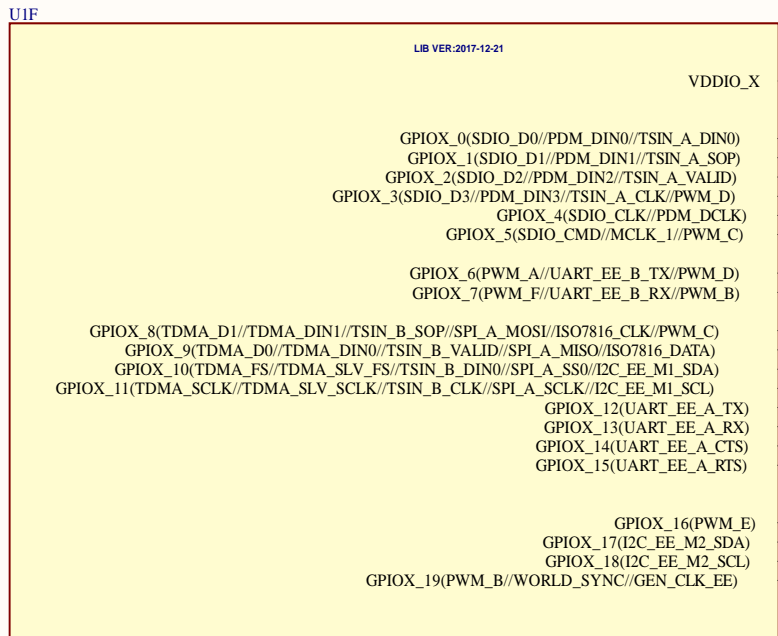 U1F
LIB VER:2017-12-21
VDDIO_X
GPIOX_0(SDIO_D0//PDM_DIN0//TSIN_A_DIN0)
GPIOX_1(SDIO_D1//PDM_DIN1//TSIN_A_SOP)
GPIOX_2(SDIO_D2//PDM_DIN2//TSIN_A_VALID)
GPIOX_3(SDIO_D3//PDM_DIN3//TSIN_A_CLK//PWM_D)
GPIOX_4(SDIO_CLK//PDM_DCLK)
GPIOX_5(SDIO_CMD//MCLK_1//PWM_C)
GPIOX_6(PWM_A//UART_EE_B_TX//PWM_D)
GPIOX_7(PWM_F//UART_EE_B_RX//PWM_B)
GPIOX_8(TDMA_D1//TDMA_DIN1//TSIN_B_SOP//SPI_A_MOSI//ISO7816_CLK//PWM_C)
GPIOX_9(TDMA_D0//TDMA_DIN0//TSIN_B_VALID//SPI_A_MISO//ISO7816_DATA)
GPIOX_10(TDMA_FS//TDMA_SLV_FS//TSIN_B_DIN0//SPI_A_SS0//I2C_EE_M1_SDA)
GPIOX_11(TDMA_SCLK//TDMA_SLV_SCLK//TSIN_B_CLK//SPI_A_SCLK//I2C_EE_M1_SCL)
GPIOX_12(UART_EE_A_TX)
GPIOX_13(UART_EE_A_RX)
GPIOX_14(UART_EE_A_CTS)
GPIOX_15(UART_EE_A_RTS)
GPIOX_16(PWM_E)
GPIOX_17(I2C_EE_M2_SDA)
GPIOX_18(I2C_EE_M2_SCL)
GPIOX_19(PWM_B//WORLD_SYNC//GEN_CLK_EE)